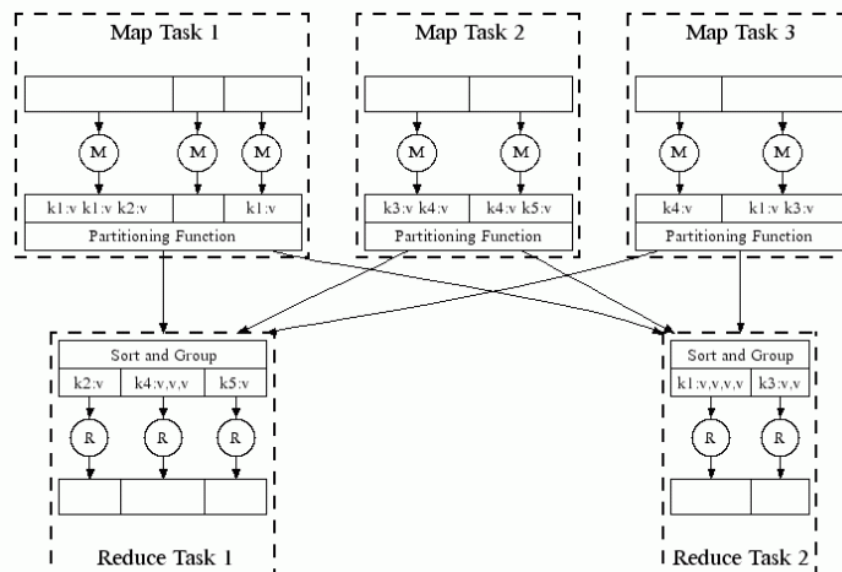 Map Task 1
Map Task 2
Map Task 3
M
M
M
M
M
M
M
k1:v k1:v k2:v
k1:v
k3:v k4:v
k4:v k5:v
k4:v
k1:v k3:v
Partitioning Function
Partitioning Function
Partitioning Function
Sort and Group
Sort and Group
k2:v
k4:v,v,v
k5:v
k1:v,v,v,v
k3:v,v
R
R
R
R
R
Reduce Task 1
Reduce Task 2